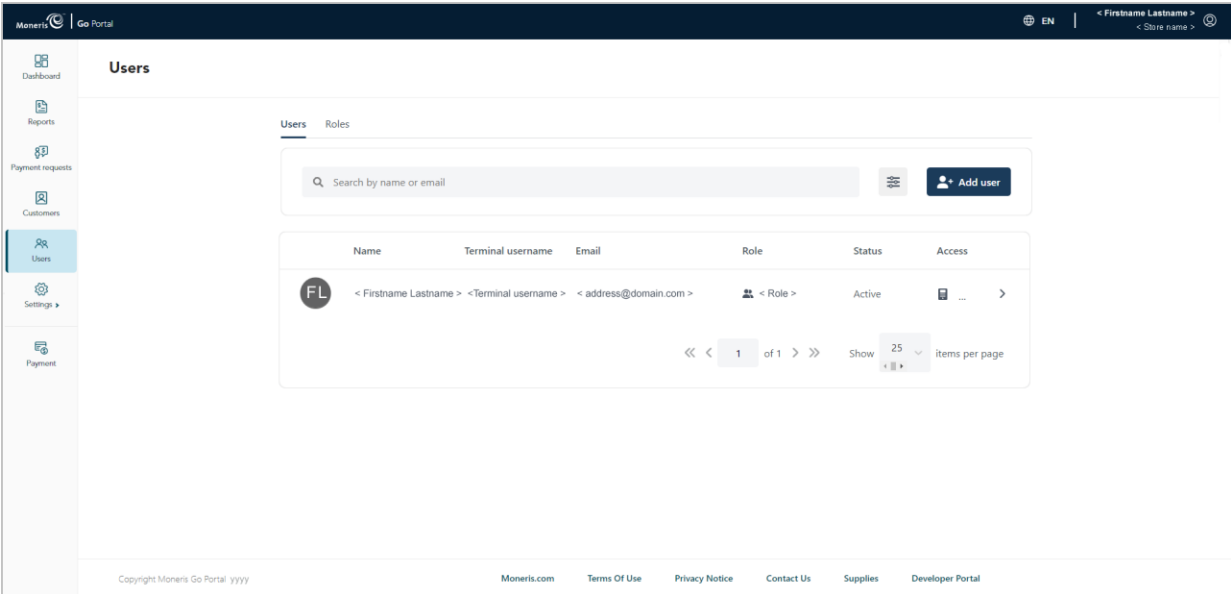 Moneris Go Portal
EN
< Firstname Lastname >
< Store name >
Dashboard
Reports
Payment requests
Customers
Users
Settings
Payment
Users
Users Roles
Search by name or email
Add user
Name Terminal username Email Role Status Access
FL < Firstname Lastname > <Terminal username > < address@domain.com > < Role > Active ...
1 of 1 Show 25 items per page
Copyright Moneris Go Portal yyyy Moneris.com Terms Of Use Privacy Notice Contact Us Supplies Developer Portal